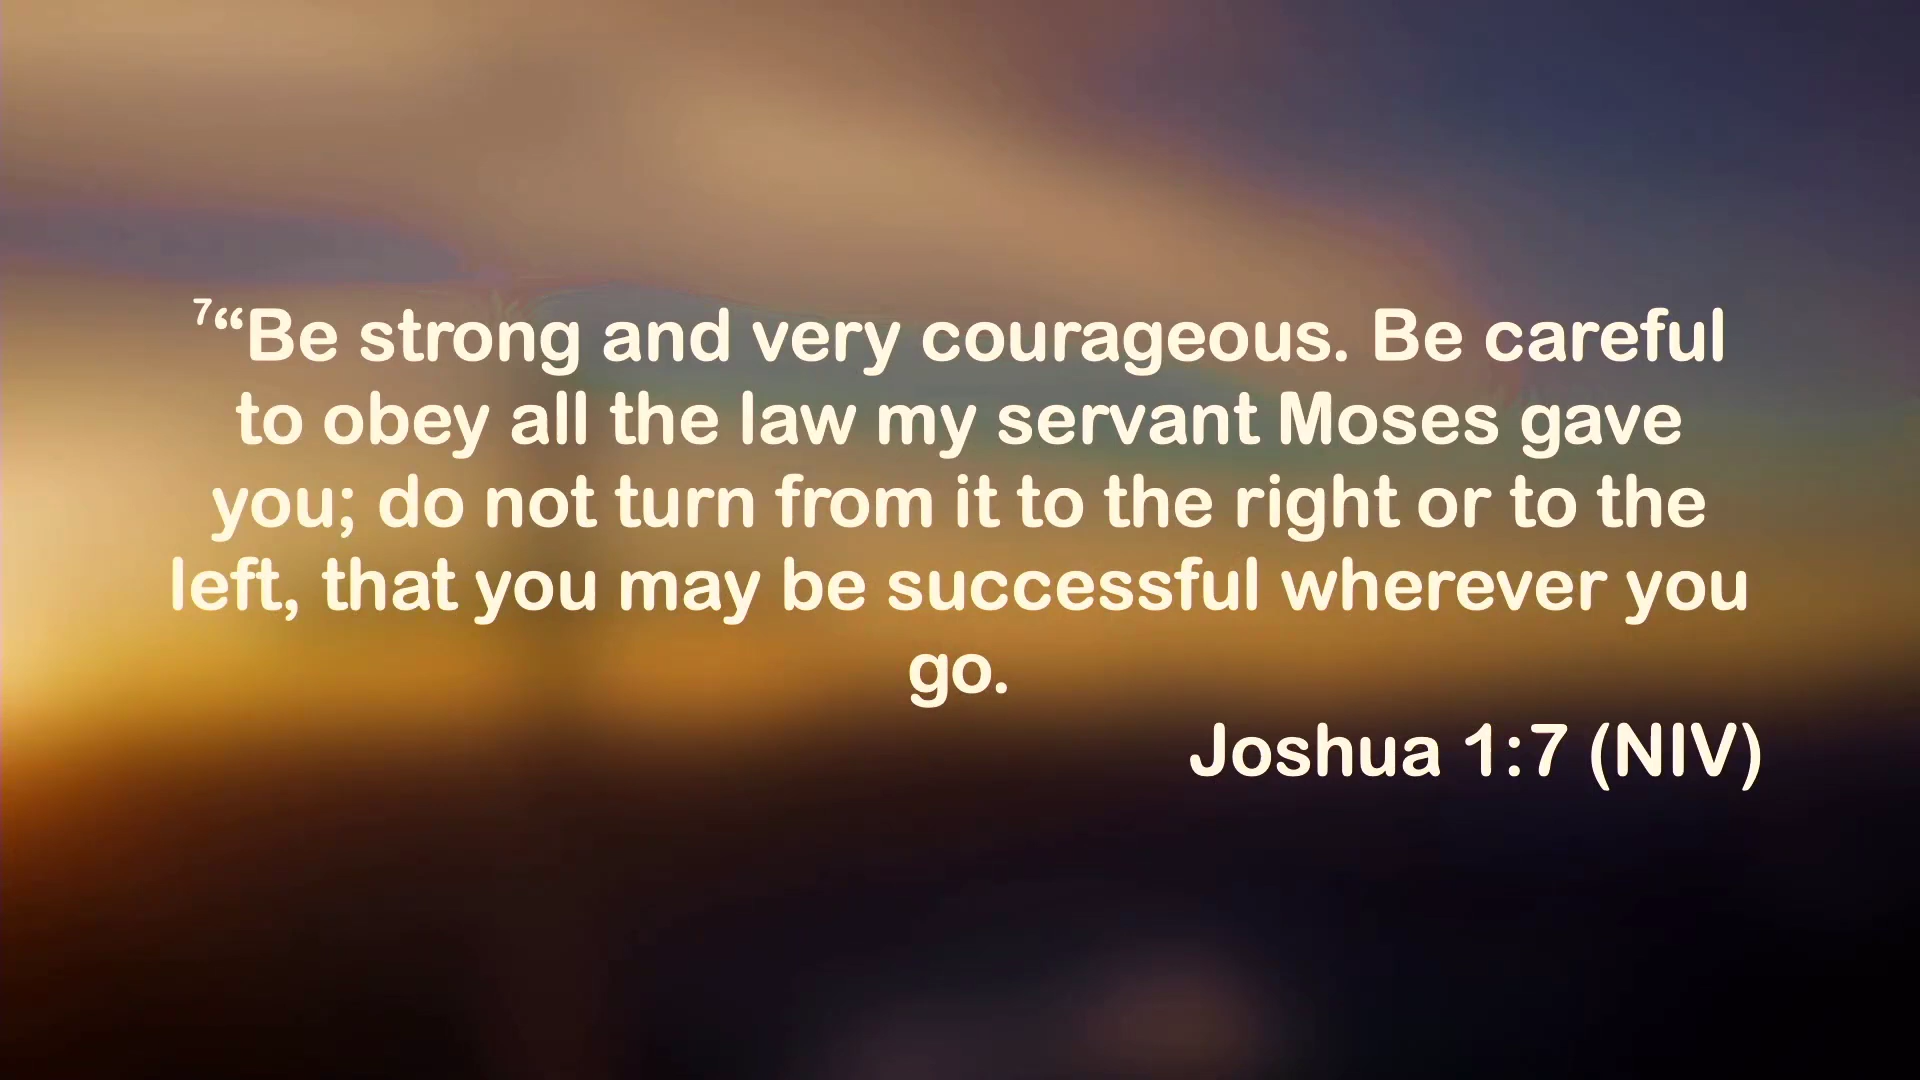 7“Be strong and very courageous. Be careful
to obey all the law my servant Moses gave
you; do not turn from it to the right or to the
left, that you may be successful wherever you
go.
Joshua 1:7 (NIV)